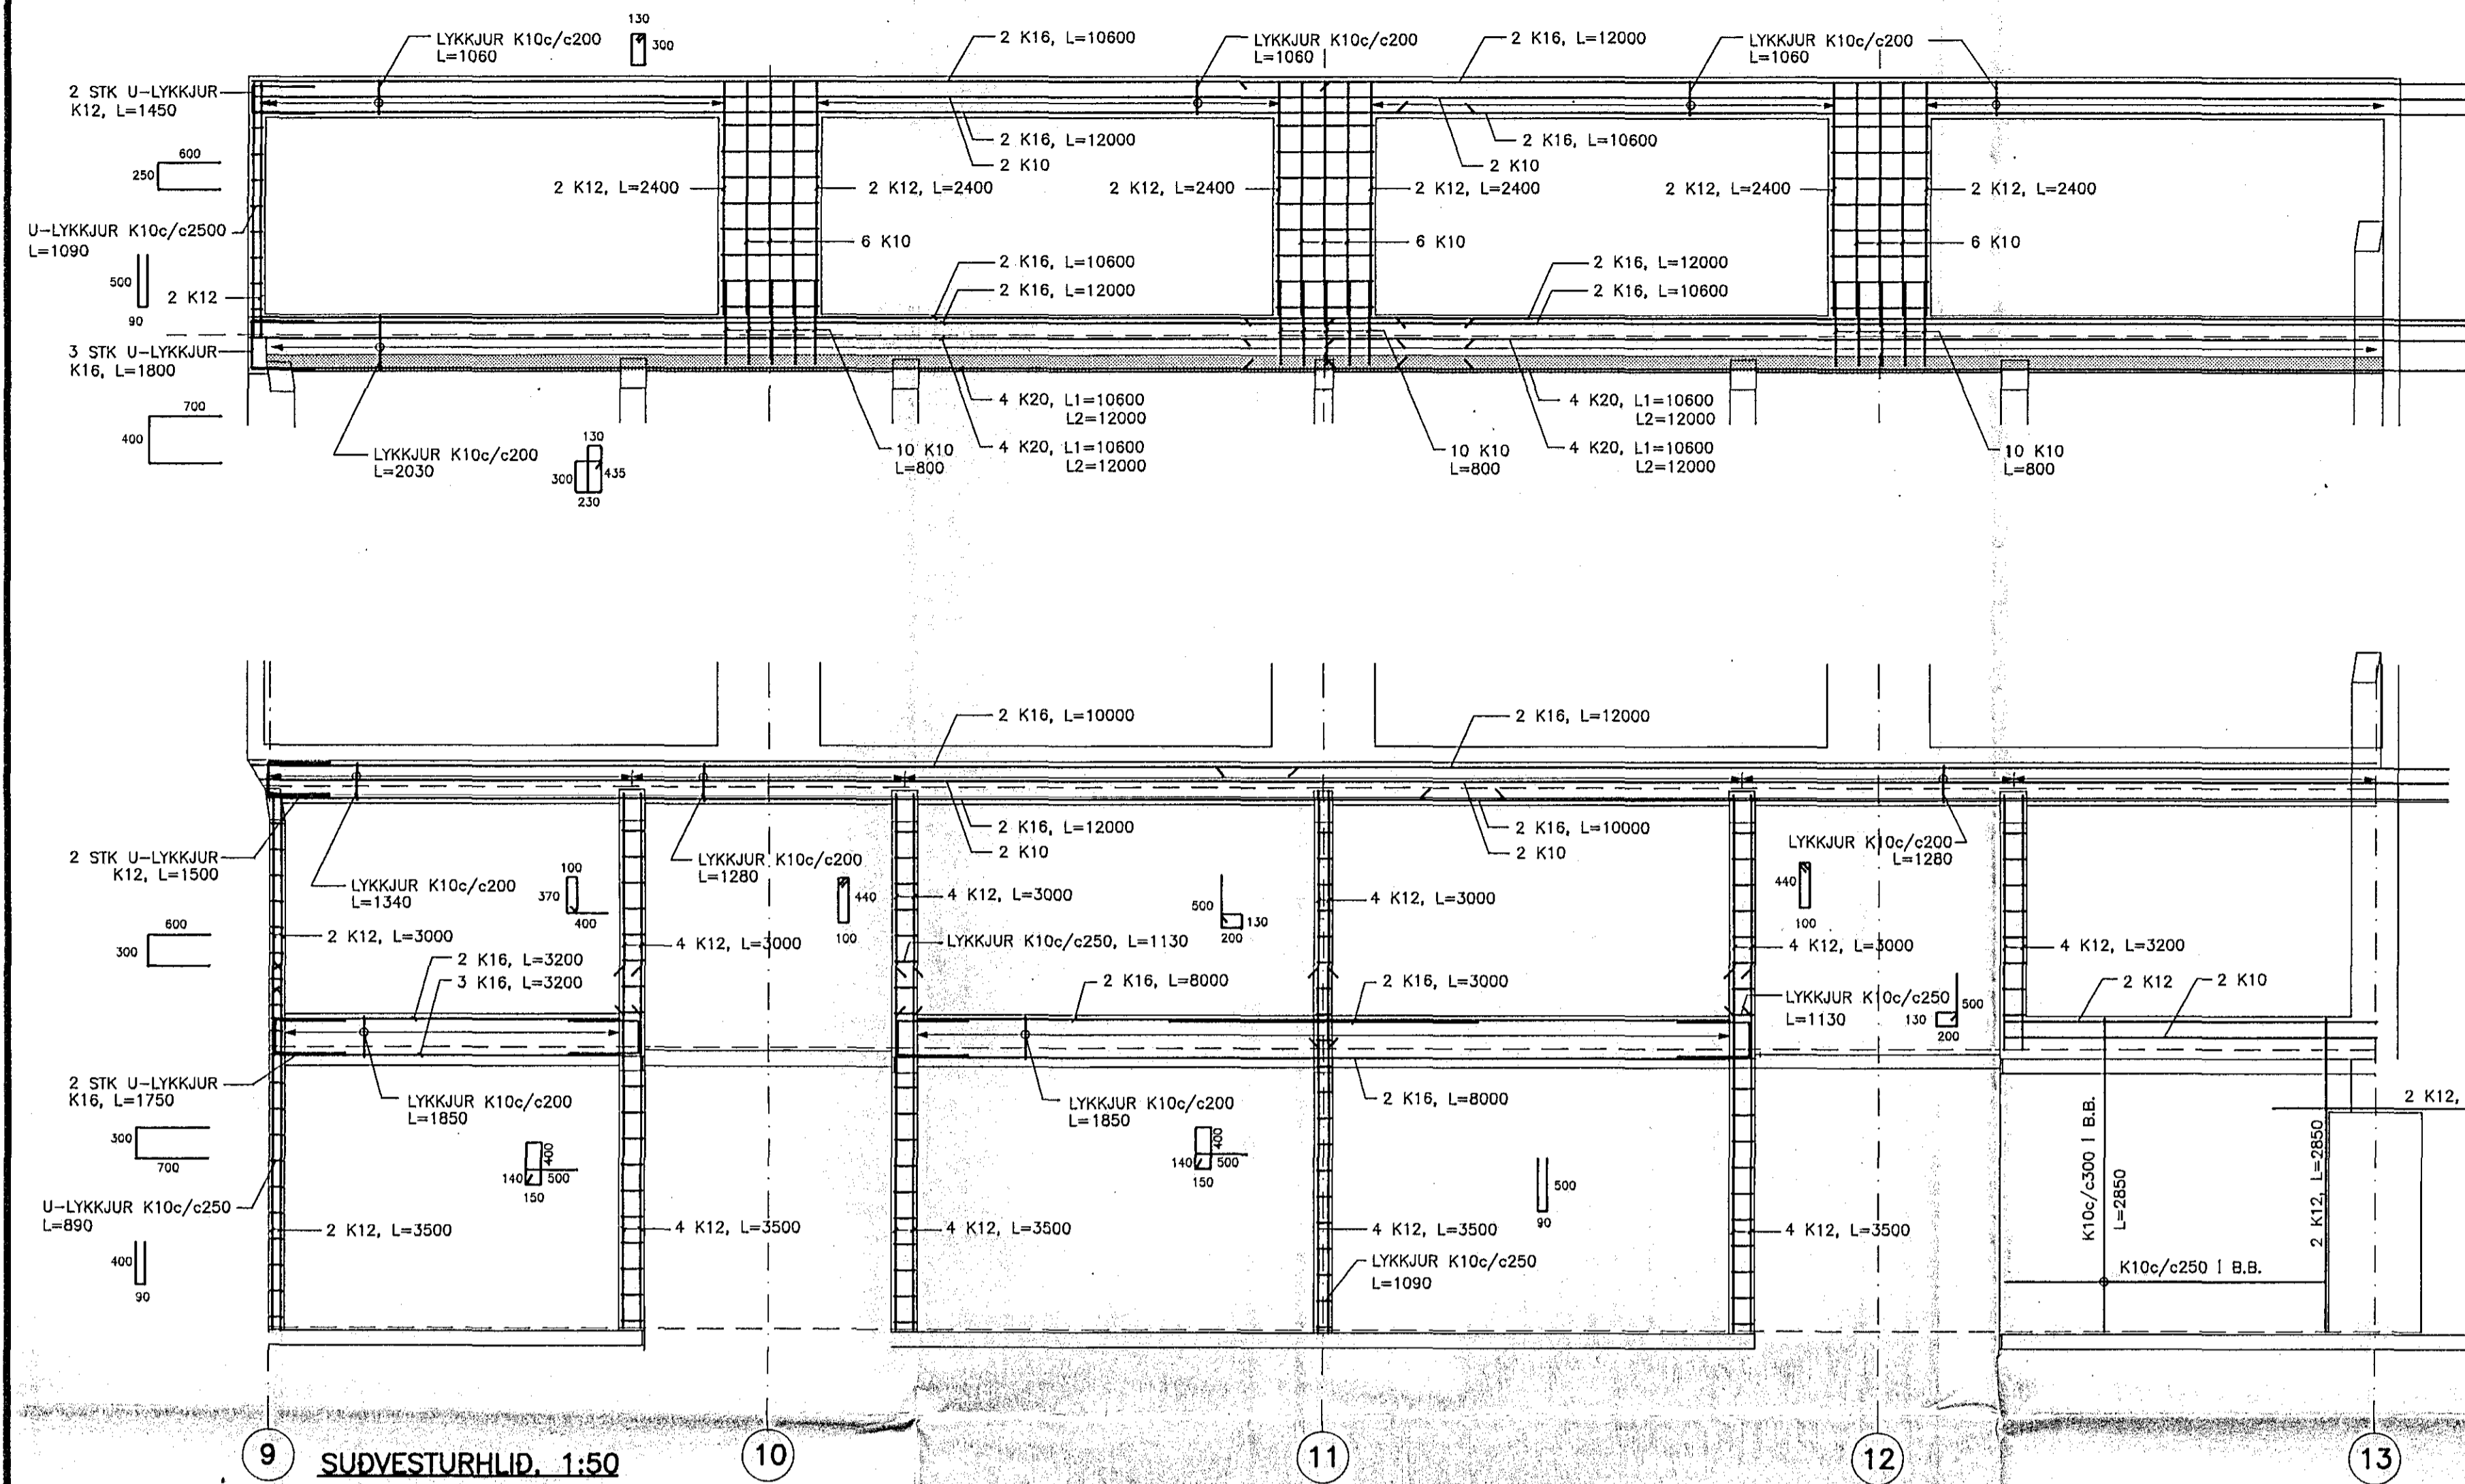 130
LYKKJUR K10c/c200
L=1060
300
2 K16, L=10600
LYKKJUR K10c/c200
L=1060
2 K16, L=12000
LYKKJUR K10c/c200
L=1060
2 STK U-LYKKJUR
K12, L=1450
2 K16, L=12000
2 K10
2 K16, L=10600
2 K10
600
250
2 K12, L=2400
2 K12, L=2400
2 K12, L=2400
2 K12, L=2400
2 K12, L=2400
2 K12, L=2400
U-LYKKJUR K10c/c2500
L=1090
6 K10
6 K10
6 K10
500
90
2 K12
2 K16, L=10600
2 K16, L=12000
2 K16, L=12000
2 K16, L=10600
3 STK U-LYKKJUR
K16, L=1800
700
400
4 K20, L1=10600
L2=12000
4 K20, L1=10600
L2=12000
4 K20, L1=10600
L2=12000
4 K20, L1=10600
L2=12000
LYKKJUR K10c/c200
L=2030
130
300
435
230
10 K10
L=800
10 K10
L=800
10 K10
L=800
2 K16, L=10000
2 K16, L=12000
2 K16, L=12000
2 K10
2 K16, L=10000
2 K10
2 STK U-LYKKJUR
K12, L=1500
LYKKJUR K10c/c200
L=1340
100
370
400
LYKKJUR K10c/c200
L=1280
440
100
4 K12, L=3000
500
130
200
4 K12, L=3000
LYKKJUR K10c/c200
L=1280
440
100
600
300
2 K12, L=3000
4 K12, L=3000
LYKKJUR K10c/c250, L=1130
4 K12, L=3000
4 K12, L=3200
2 K16, L=3200
3 K16, L=3200
2 K16, L=8000
2 K16, L=3000
LYKKJUR K10c/c250
L=1130
500
130
200
2 K12
2 K10
2 STK U-LYKKJUR
K16, L=1750
LYKKJUR K10c/c200
L=1850
LYKKJUR K10c/c200
L=1850
2 K16, L=8000
2 K12,
300
700
400
140
500
150
400
140
500
150
500
90
K10c/c300 Í B.B.
L=2850
2 K12, L=2850
U-LYKKJUR K10c/c250
L=890
400
90
2 K12, L=3500
4 K12, L=3500
4 K12, L=3500
4 K12, L=3500
4 K12, L=3500
LYKKJUR K10c/c250
L=1090
K10c/c250 Í B.B.
9
10
11
12
13
SUÐVESTURHLIÐ, 1:50